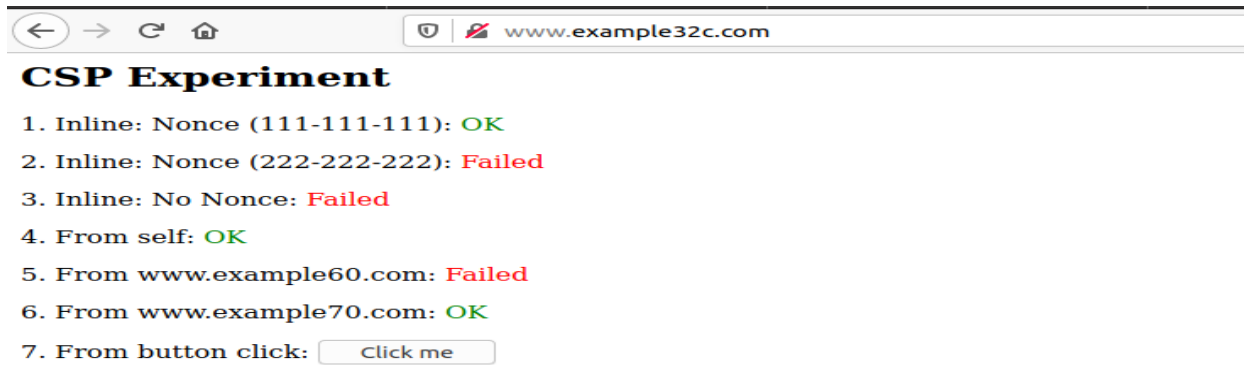 www.example32c.com
CSP Experiment
1. Inline: Nonce (111-111-111): OK
2. Inline: Nonce (222-222-222): Failed
3. Inline: No Nonce: Failed
4. From self: OK
5. From www.example60.com: Failed
6. From www.example70.com: OK
7. From button click: Click me